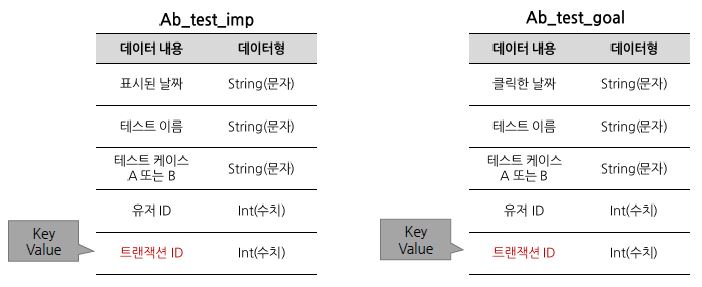 Ab_test_imp
데이터 내용 데이터형
표시된 날짜 String(문자)
테스트 이름 String(문자)
테스트 케이스
A 또는 B String(문자)
유저 ID Int(수치)
Key
Value
트랜잭션 ID Int(수치)
Ab_test_goal
데이터 내용 데이터형
클릭한 날짜 String(문자)
테스트 이름 String(문자)
테스트 케이스
A 또는 B String(문자)
유저 ID Int(수치)
Key
Value
트랜잭션 ID Int(수치)